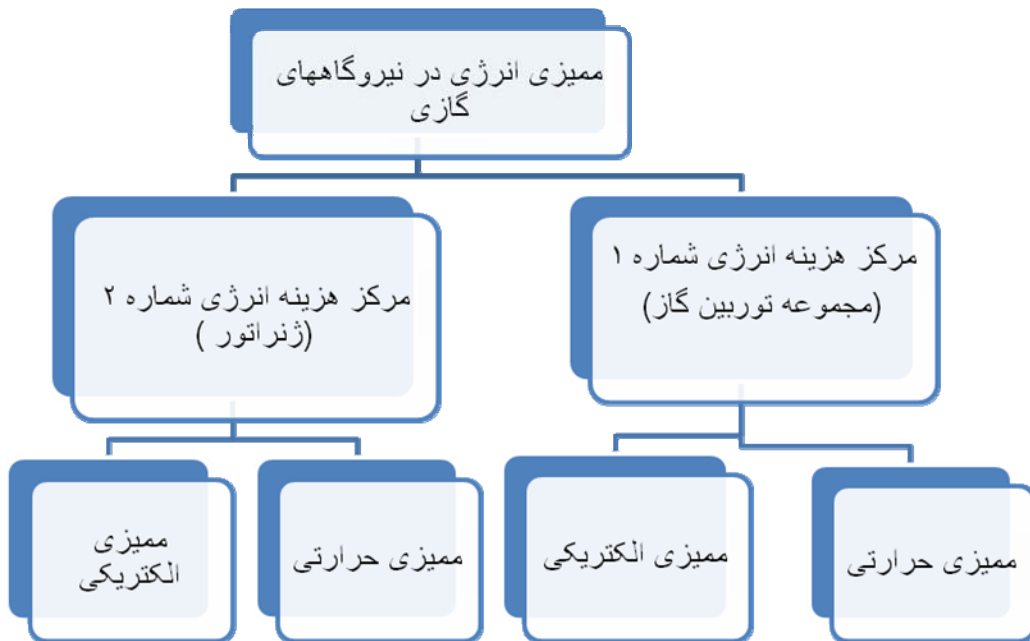 ممیزی انرژی در نیروگاههای
گازی
مرکز هزینه انرژی شماره ۱
(مجموعه توربین گاز)
مرکز هزینه انرژی شماره ۲
(ژنراتور )
ممیزی حرارتی
ممیزی الکتریکی
ممیزی حرارتی
ممیزی
الکتریکی